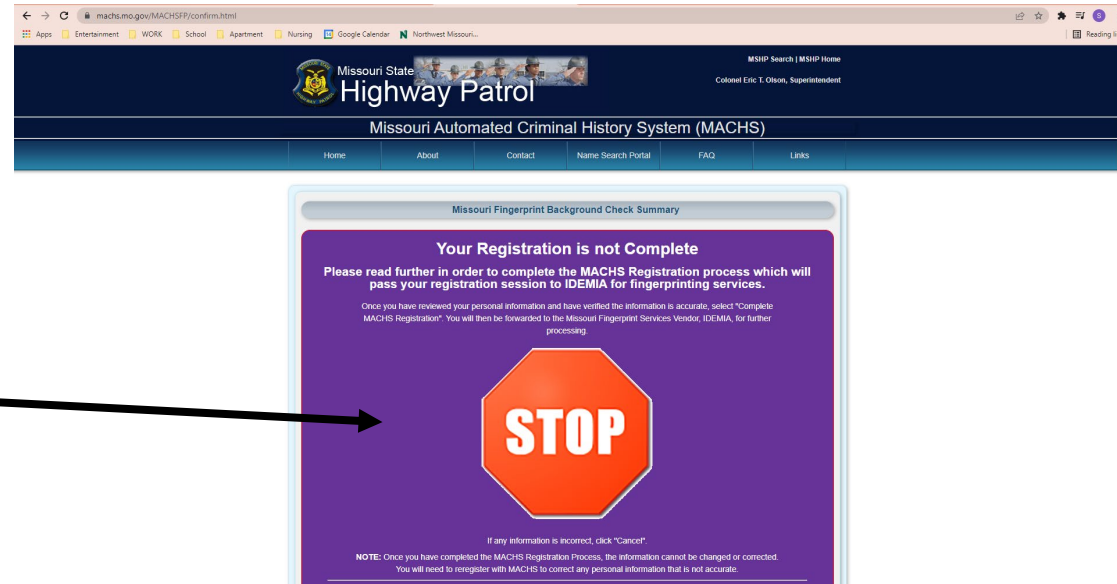 machs.mo.gov/MACHSFP/confirm.html
S
Apps Entertainment WORK School Apartment Nursing Google Calendar Northwest Missouri... Reading li
MSHP Search | MSHP Home
Missouri State
Highway Patrol
Colonel Eric T. Olson, Superintendent
Missouri Automated Criminal History System (MACHS)
Home About Contact Name Search Portal FAQ Links
Missouri Fingerprint Background Check Summary
Your Registration is not Complete
Please read further in order to complete the MACHS Registration process which will
pass your registration session to IDEMIA for fingerprinting services.
Once you have reviewed your personal information and have verified the information is accurate, select "Complete
MACHS Registration". You will then be forwarded to the Missouri Fingerprint Services Vendor, IDEMIA, for further
processing.
STOP
If any information is incorrect, click "Cancel".
NOTE: Once you have completed the MACHS Registration Process, the information cannot be changed or corrected.
You will need to reregister with MACHS to correct any personal information that is not accurate.